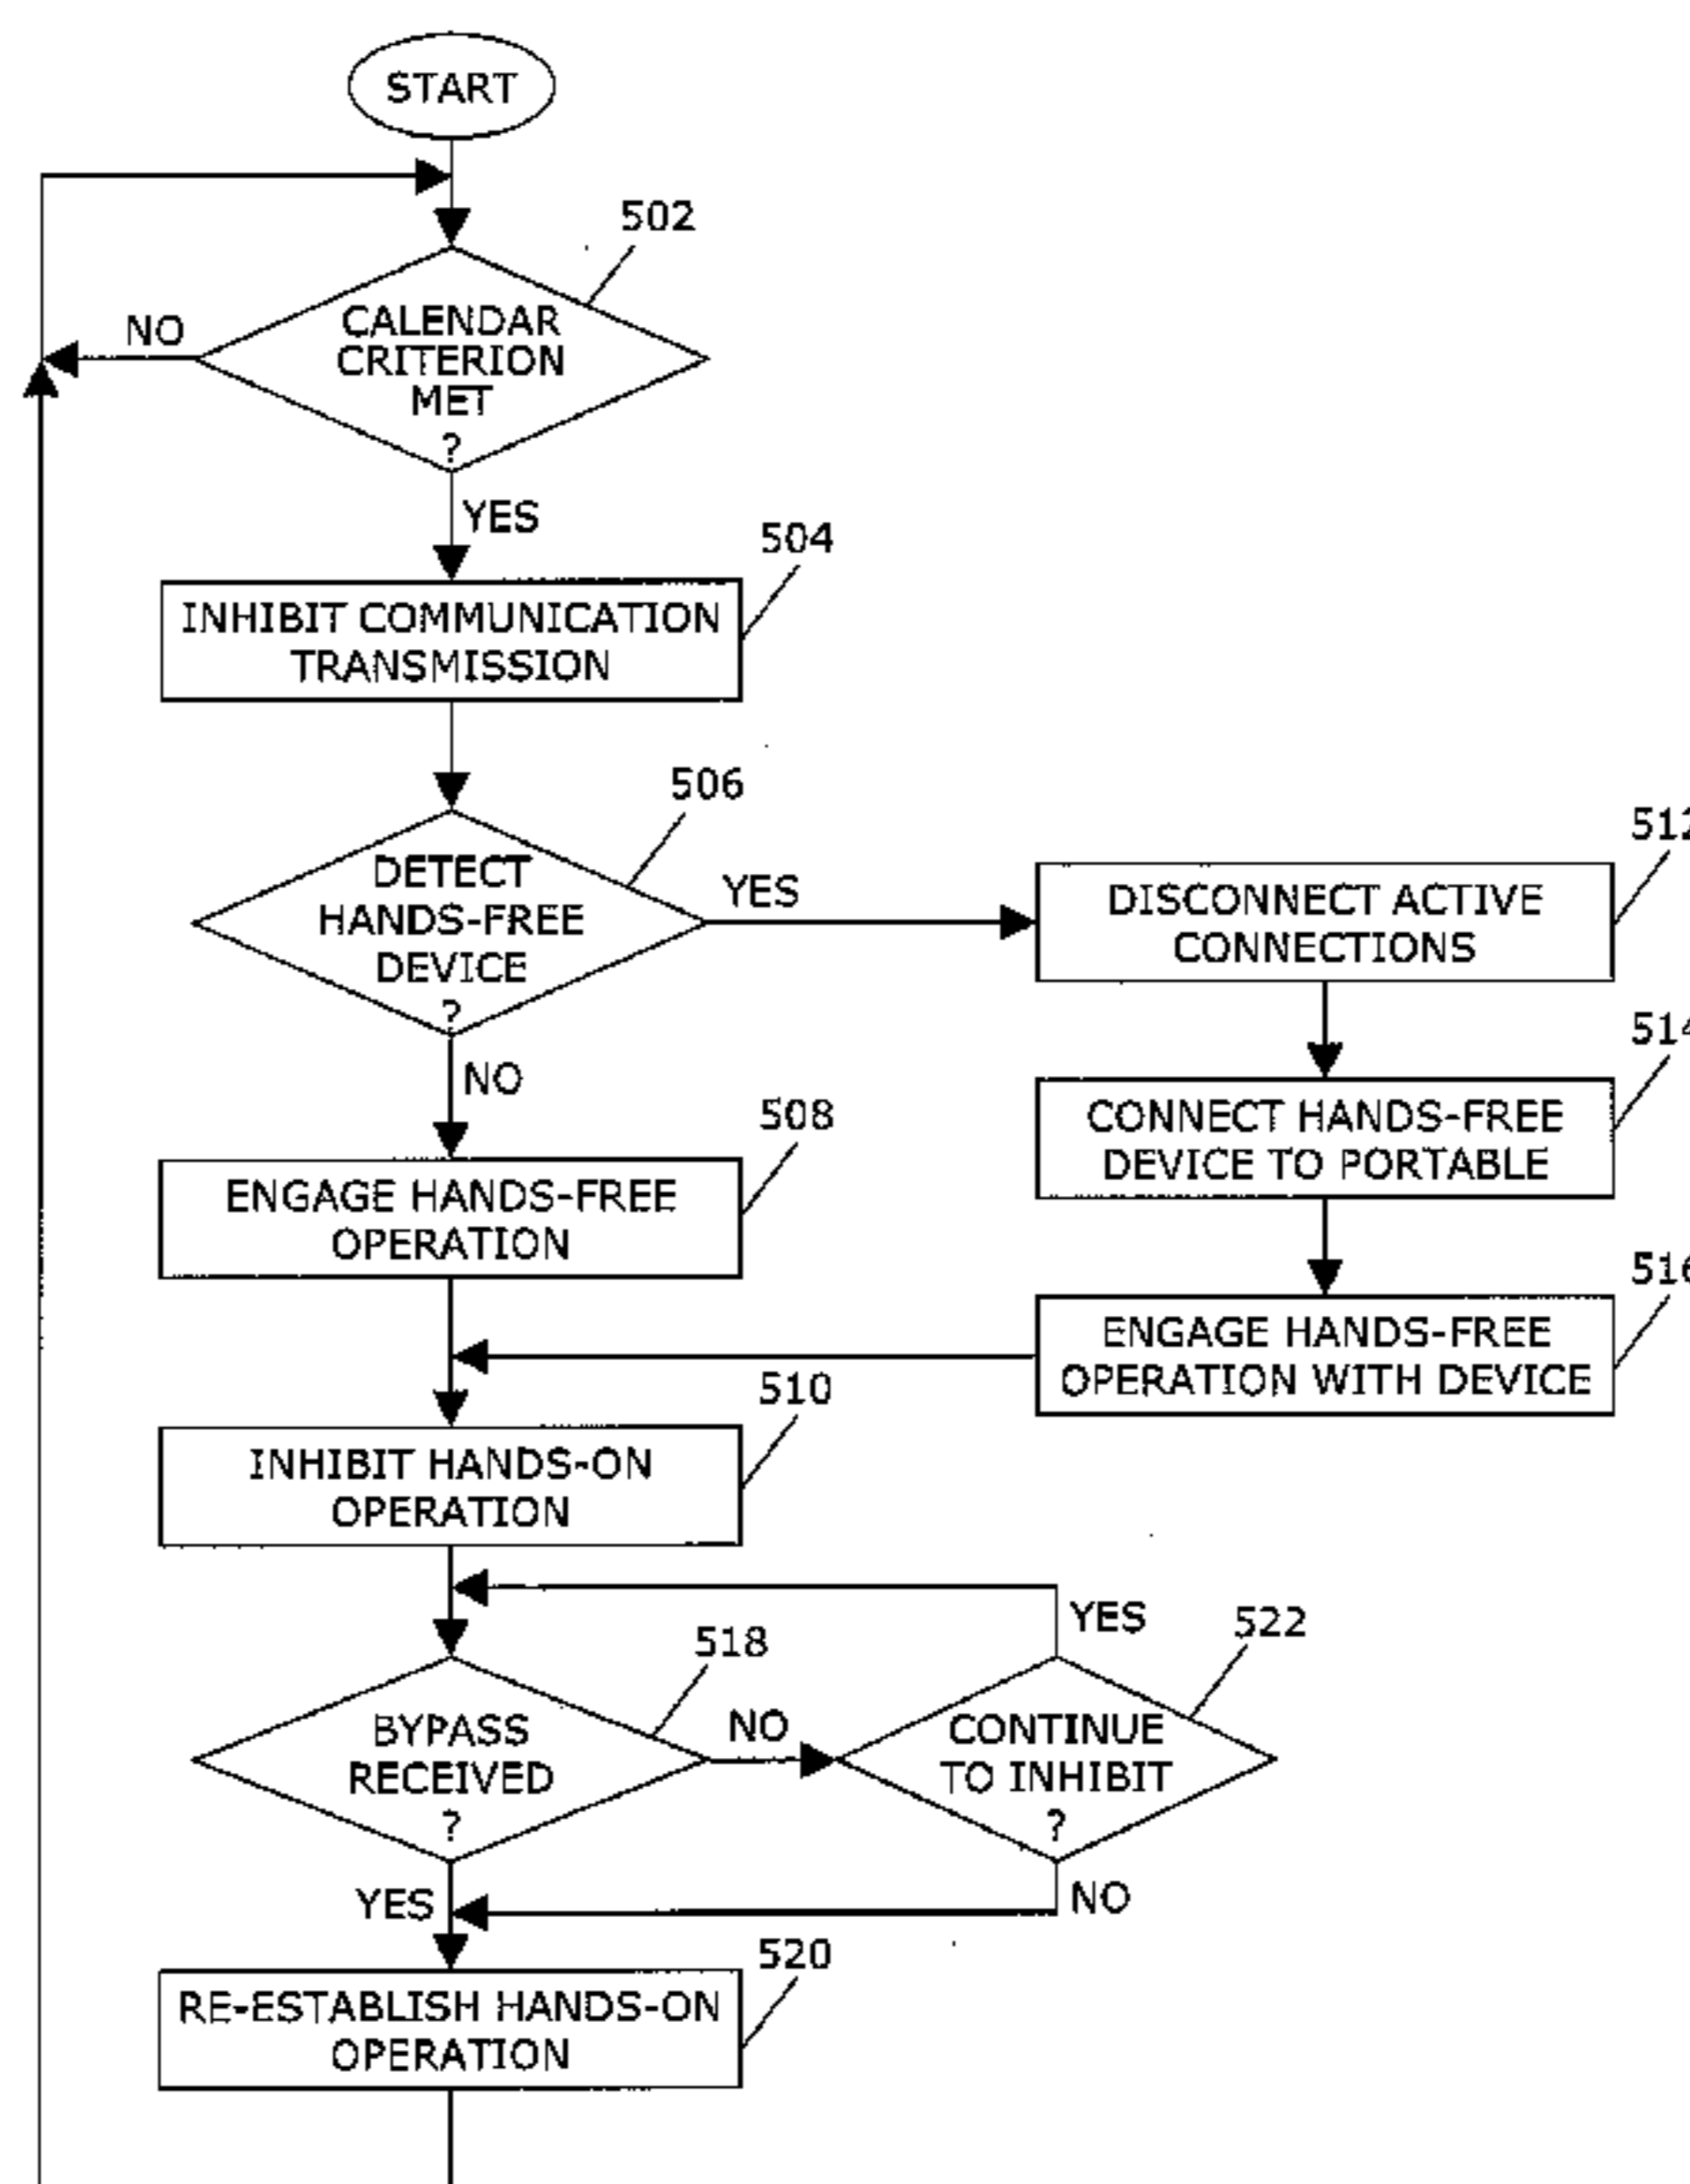 START
502
CALENDAR
CRITERION
MET
?
NO
YES
504
INHIBIT COMMUNICATION
TRANSMISSION
506
DETECT
HANDS-FREE
DEVICE
?
YES
512
DISCONNECT ACTIVE
CONNECTIONS
NO
514
CONNECT HANDS-FREE
DEVICE TO PORTABLE
508
ENGAGE HANDS-FREE
OPERATION
516
ENGAGE HANDS-FREE
OPERATION WITH DEVICE
510
INHIBIT HANDS-ON
OPERATION
518
BYPASS
RECEIVED
?
NO
YES
522
CONTINUE
TO INHIBIT
?
YES
NO
520
RE-ESTABLISH HANDS-ON
OPERATION